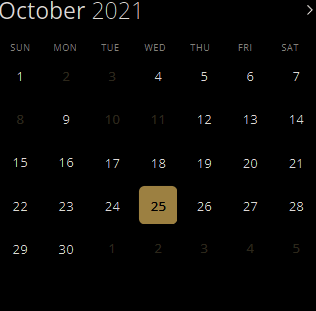 October 2021
SUN MON TUE WED THU FRI SAT
1 2 3 4 5 6 7
8 9 10 11 12 13 14
15 16 17 18 19 20 21
22 23 24 25 26 27 28
29 30 1 2 3 4 5